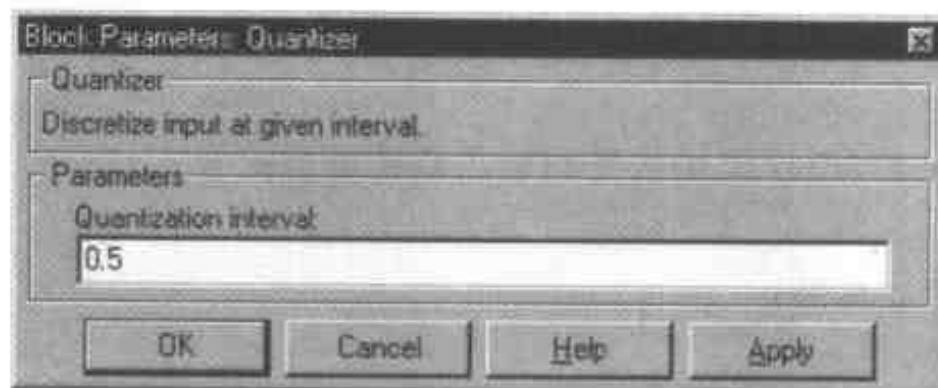 Block Parameters: Quantizer
Quantizer
Discretize input at given interval.
Parameters
Quantization interval:
0.5
OK
Cancel
Help
Apply